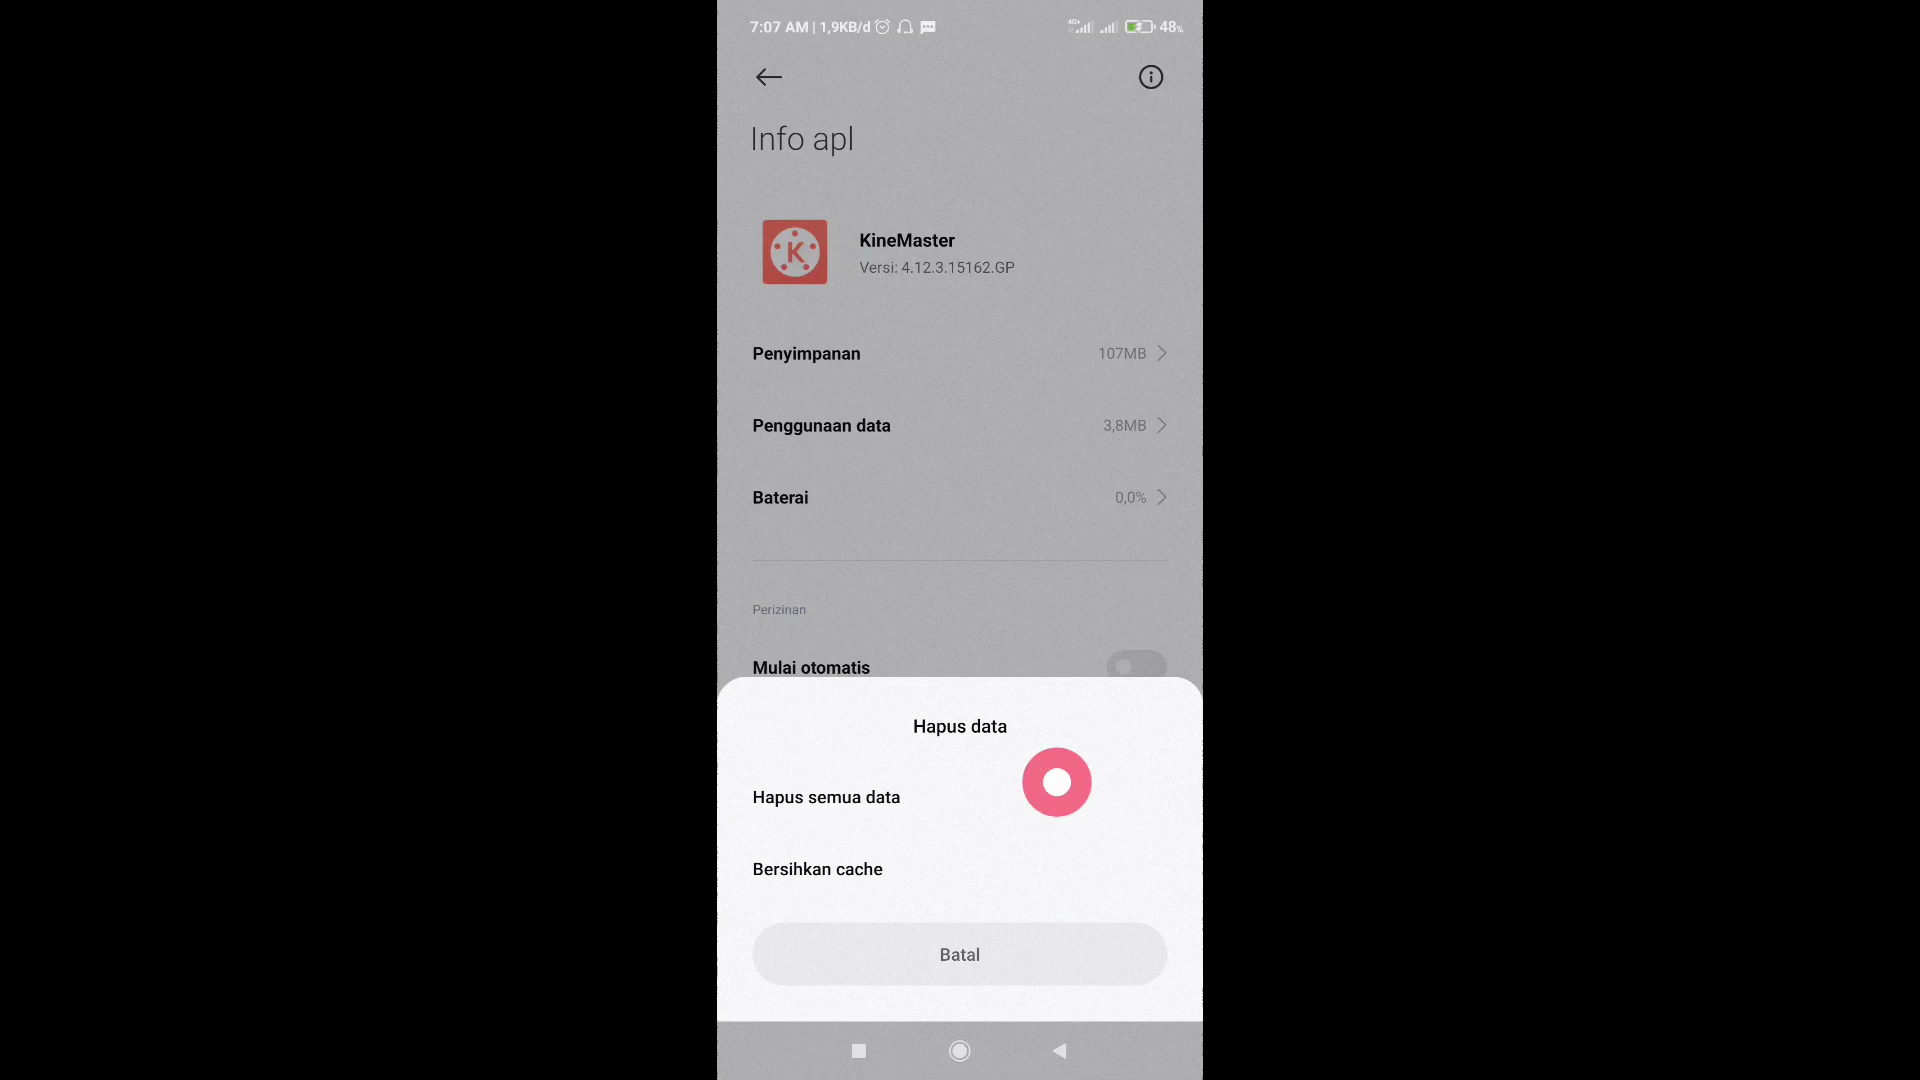 7:07 AM | 1,9KB/d 4G+ 48%
Info apl
K
KineMaster
Versi: 4.12.3.15162.GP
Penyimpanan 107MB
Penggunaan data 3,8MB
Baterai 0,0%
Perizinan
Mulai otomatis
Hapus data
Hapus semua data
Bersihkan cache
Batal